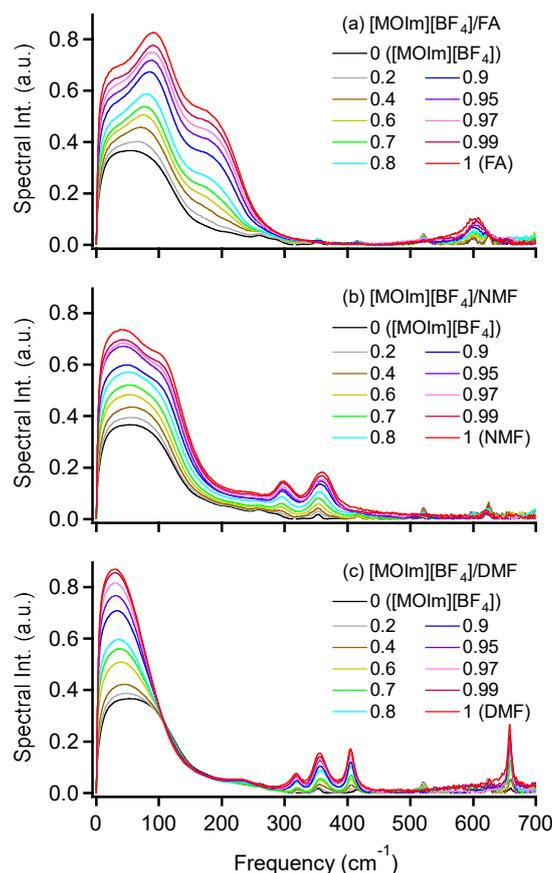 (a) [MOIm][BF4]/FA
0 ([MOIm][BF4])
0.2 0.9
0.4 0.95
0.6 0.97
0.7 0.99
0.8 1 (FA)
Spectral Int. (a.u.)
0.8
0.6
0.4
0.2
0.0
(b) [MOIm][BF4]/NMF
0 ([MOIm][BF4])
0.2 0.9
0.4 0.95
0.6 0.97
0.7 0.99
0.8 1 (NMF)
Spectral Int. (a.u.)
0.8
0.6
0.4
0.2
0.0
(c) [MOIm][BF4]/DMF
0 ([MOIm][BF4])
0.2 0.9
0.4 0.95
0.6 0.97
0.7 0.99
0.8 1 (DMF)
Spectral Int. (a.u.)
0.8
0.6
0.4
0.2
0.0
0 100 200 300 400 500 600 700
Frequency (cm-1)